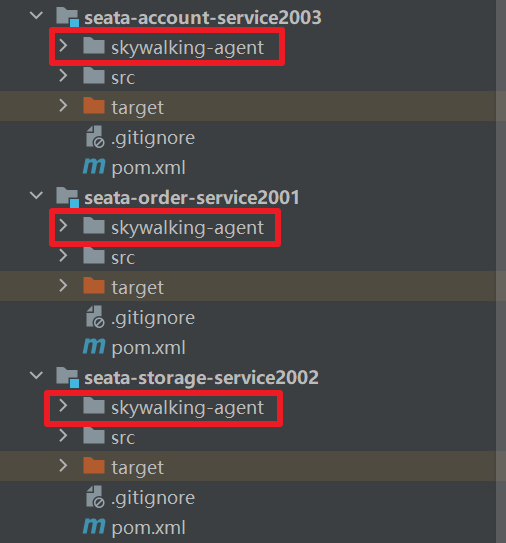 seata-account-service2003
skywalking-agent
src
target
.gitignore
pom.xml
seata-order-service2001
skywalking-agent
src
target
.gitignore
pom.xml
seata-storage-service2002
skywalking-agent
src
target
.gitignore
pom.xml